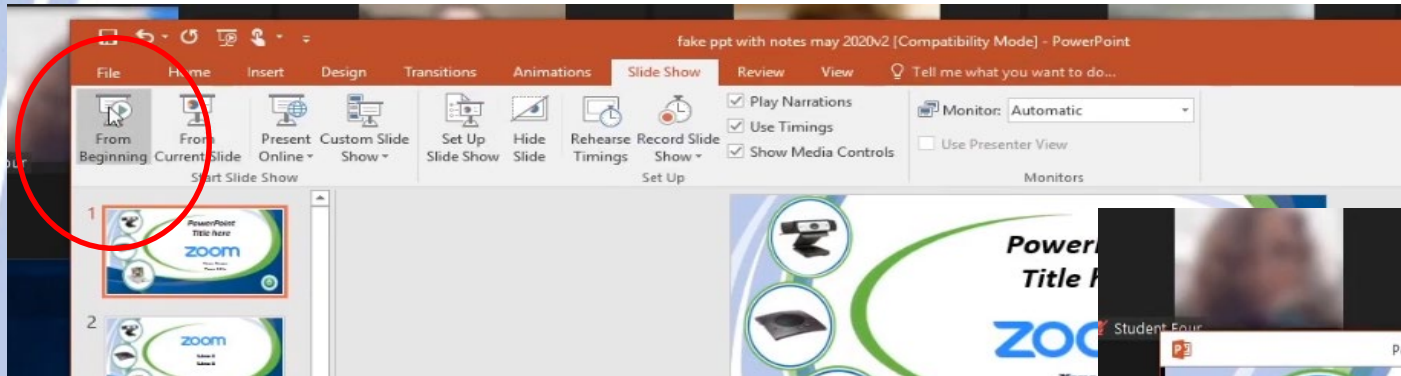 fake ppt with notes may 2020v2 [Compatibility Mode] - PowerPoint
File Home Insert Design Transitions Animations Slide Show Review View Tell me what you want to do...
From Beginning
From Current Slide
Present Online
Custom Slide Show
Start Slide Show
Set Up Slide Show
Hide Slide
Rehearse Timings
Record Slide Show
Play Narrations
Use Timings
Show Media Controls
Set Up
Monitor: Automatic
Use Presenter View
Monitors
1
PowerPoint
Title here
zoom
2
zoom
Title
Student Four